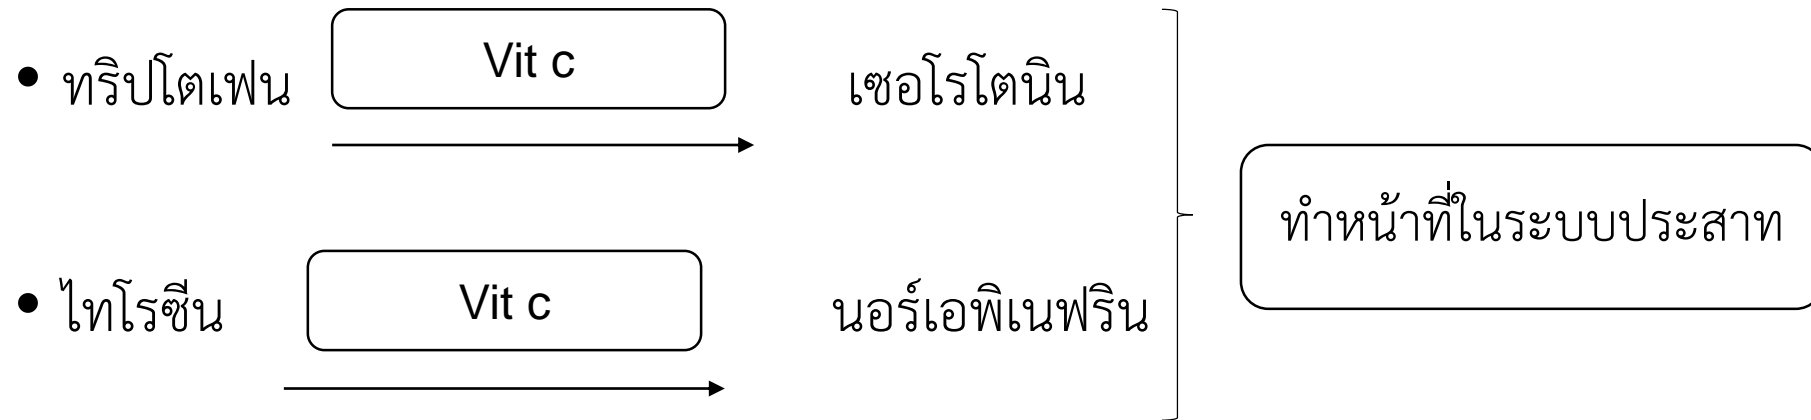 • ทริปโตเฟน Vit c เซอโรโตนิน
ทำหน้าที่ในระบบประสาท
• ไทโรซีน Vit c นอร์เอพิเนฟริน